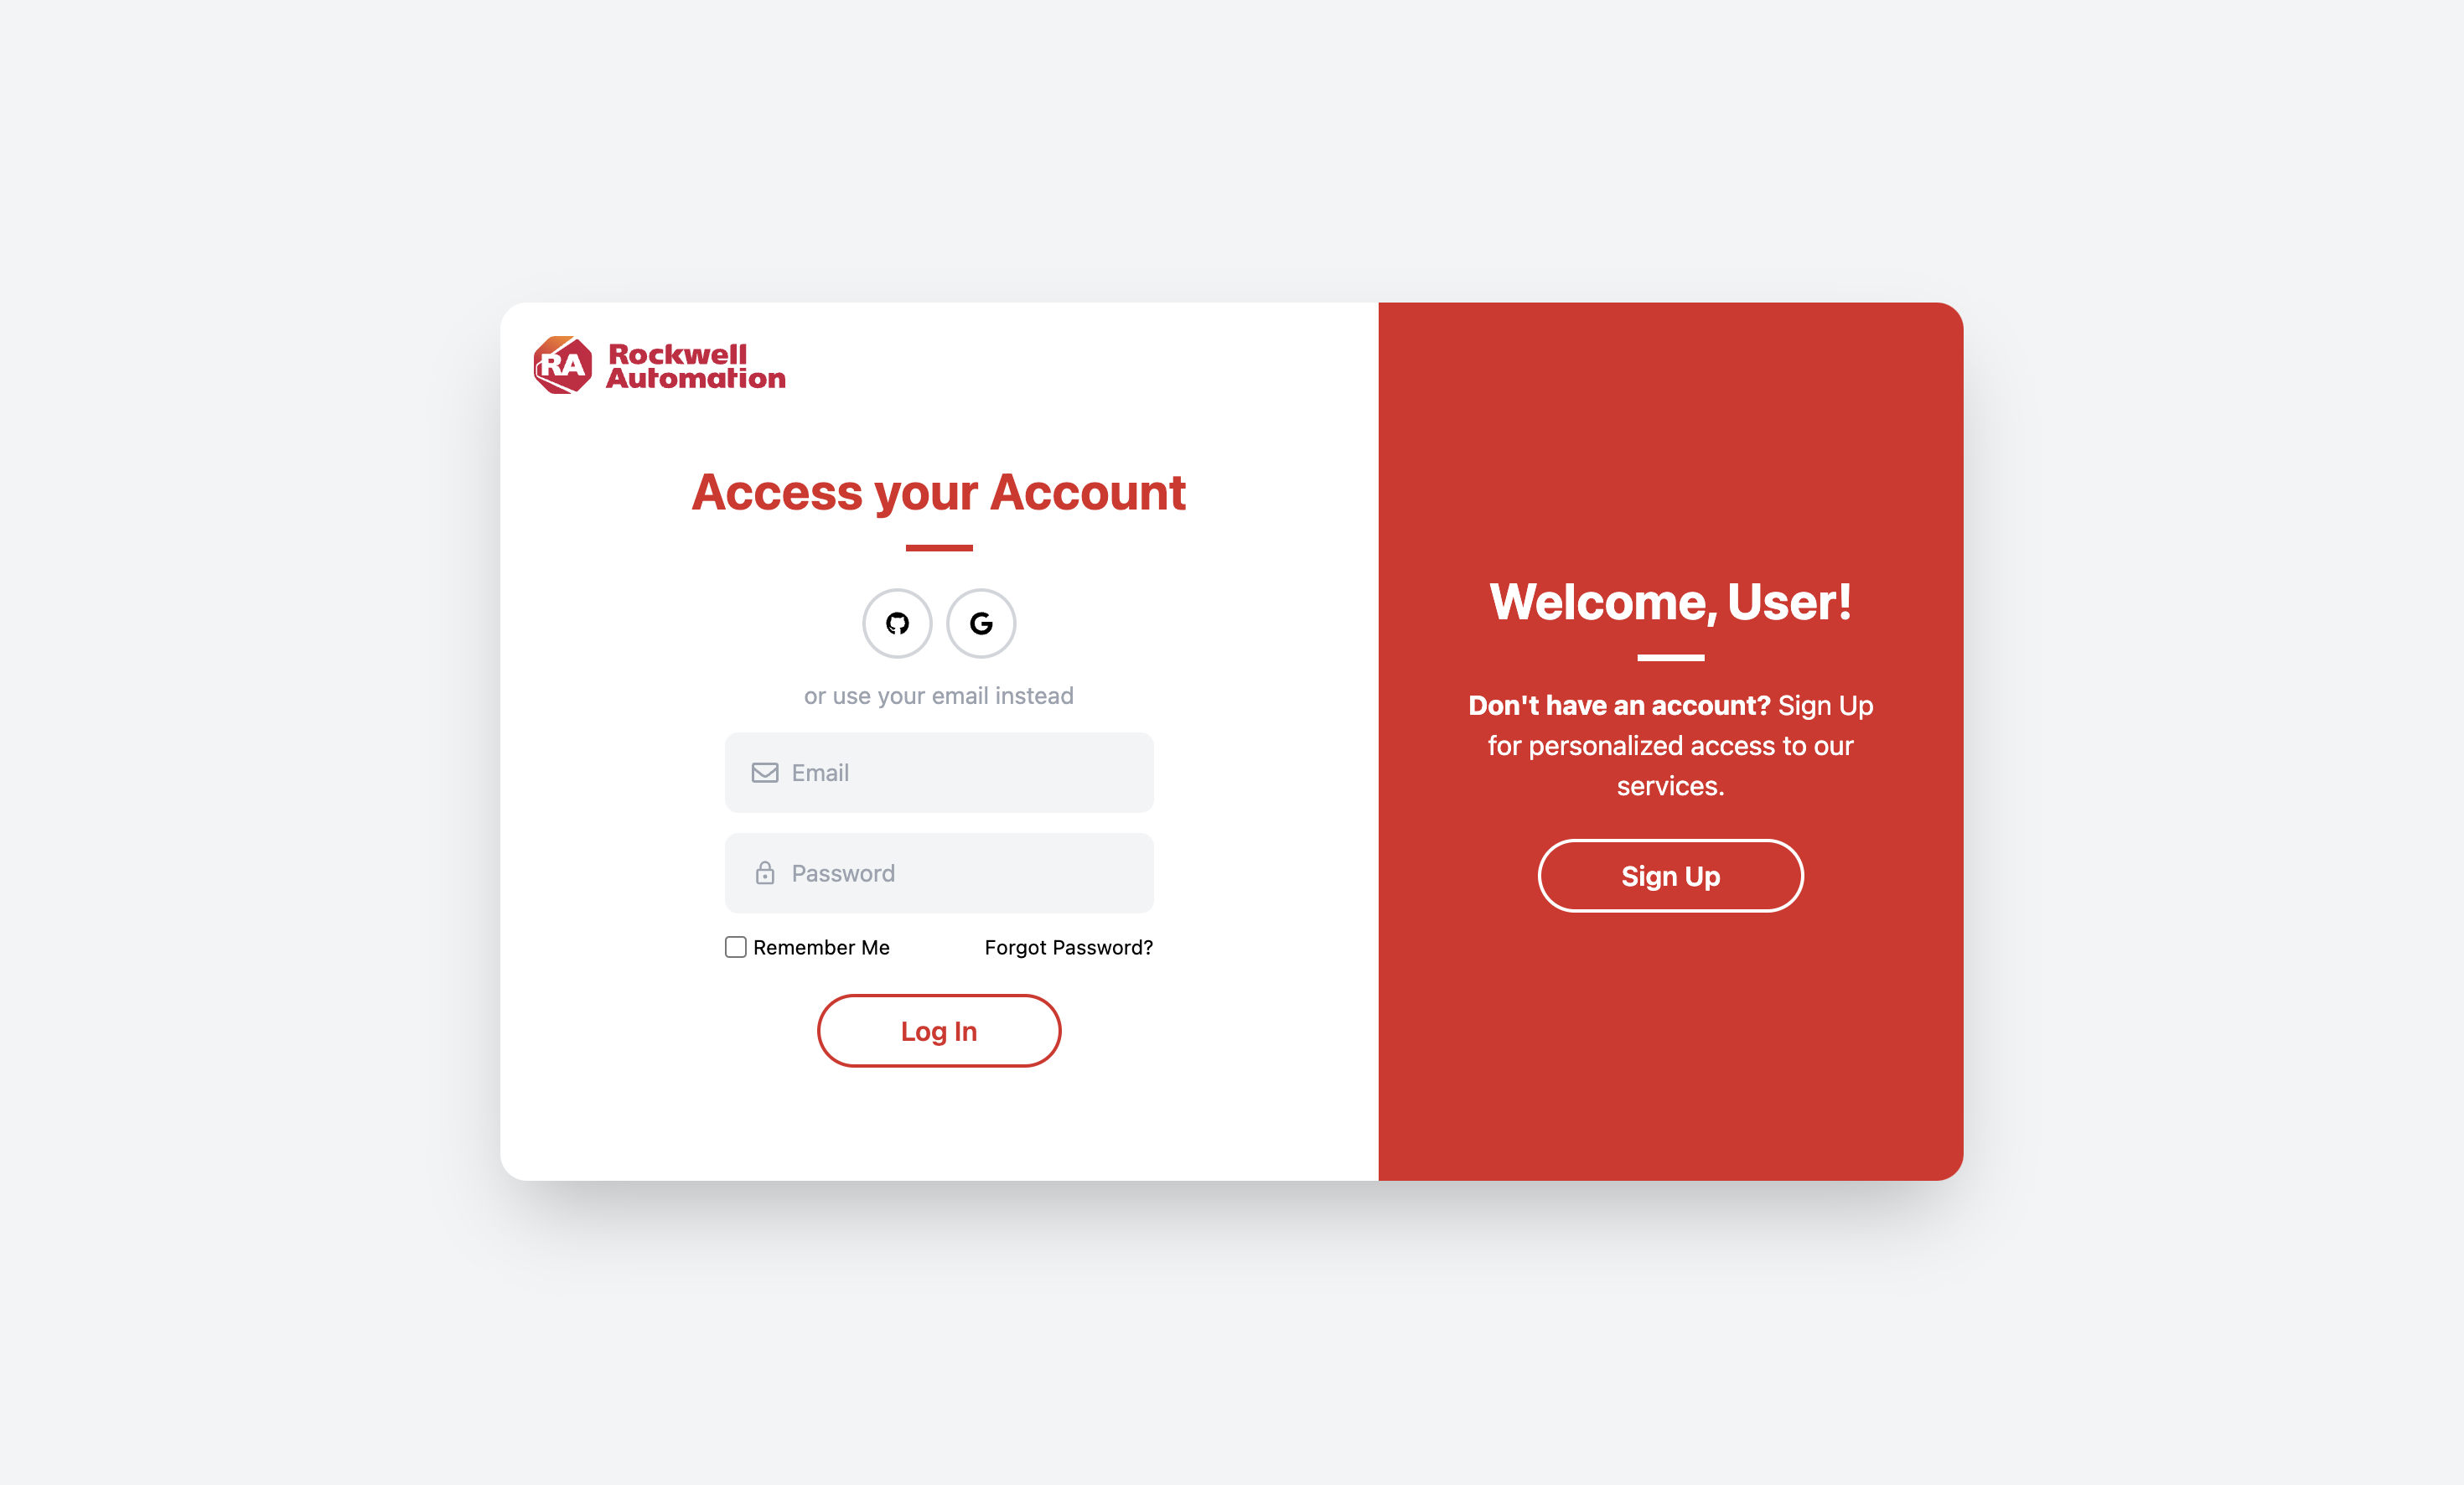 RA Rockwell
Automation
Access your Account
or use your email instead
Email
Password
Remember Me
Forgot Password?
Log In
Welcome, User!
Don't have an account? Sign Up
for personalized access to our
services.
Sign Up